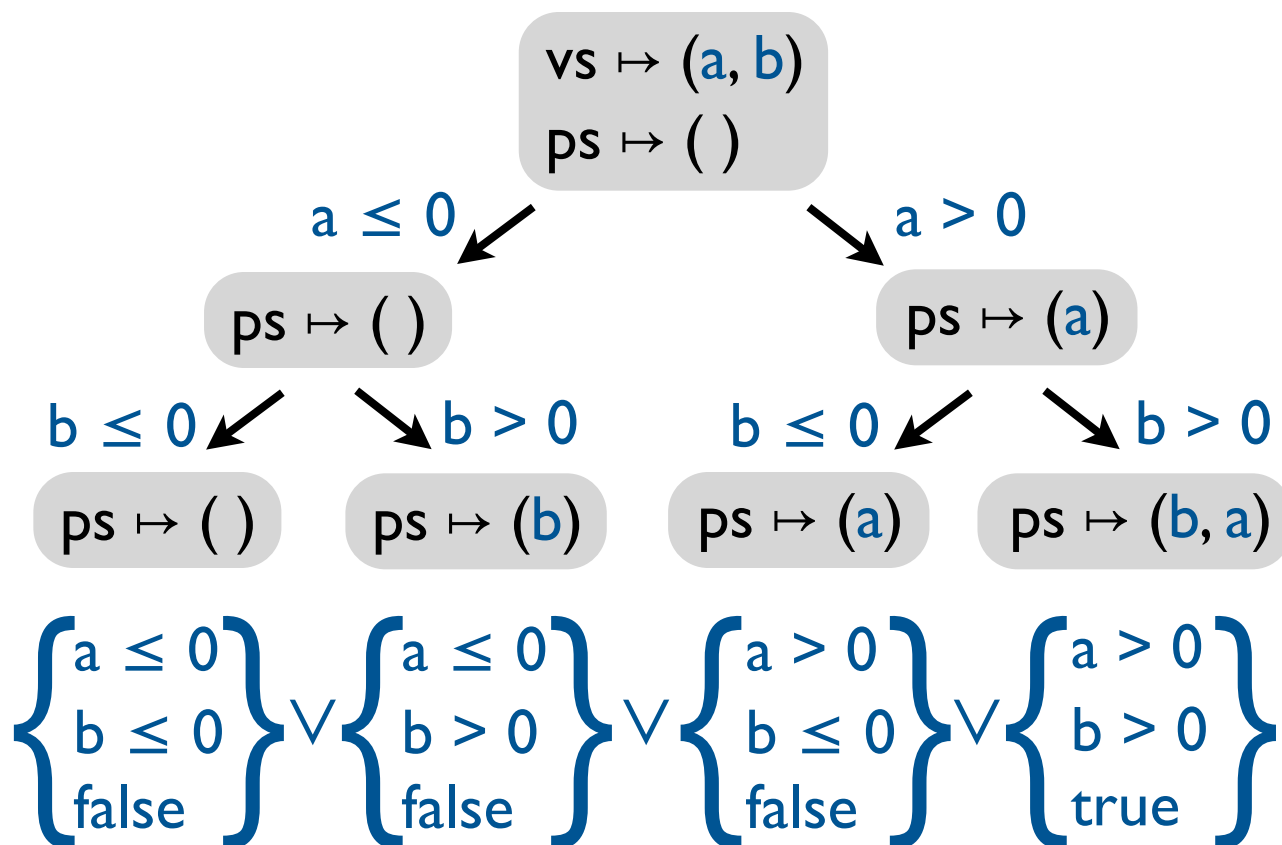 vs ↦ (a, b)
ps ↦ ( )
a ≤ 0
a > 0
ps ↦ ( )
ps ↦ (a)
b ≤ 0
b > 0
b ≤ 0
b > 0
ps ↦ ( )
ps ↦ (b)
ps ↦ (a)
ps ↦ (b, a)
{a ≤ 0
b ≤ 0
false}
∨
{a ≤ 0
b > 0
false}
∨
{a > 0
b ≤ 0
false}
∨
{a > 0
b > 0
true}